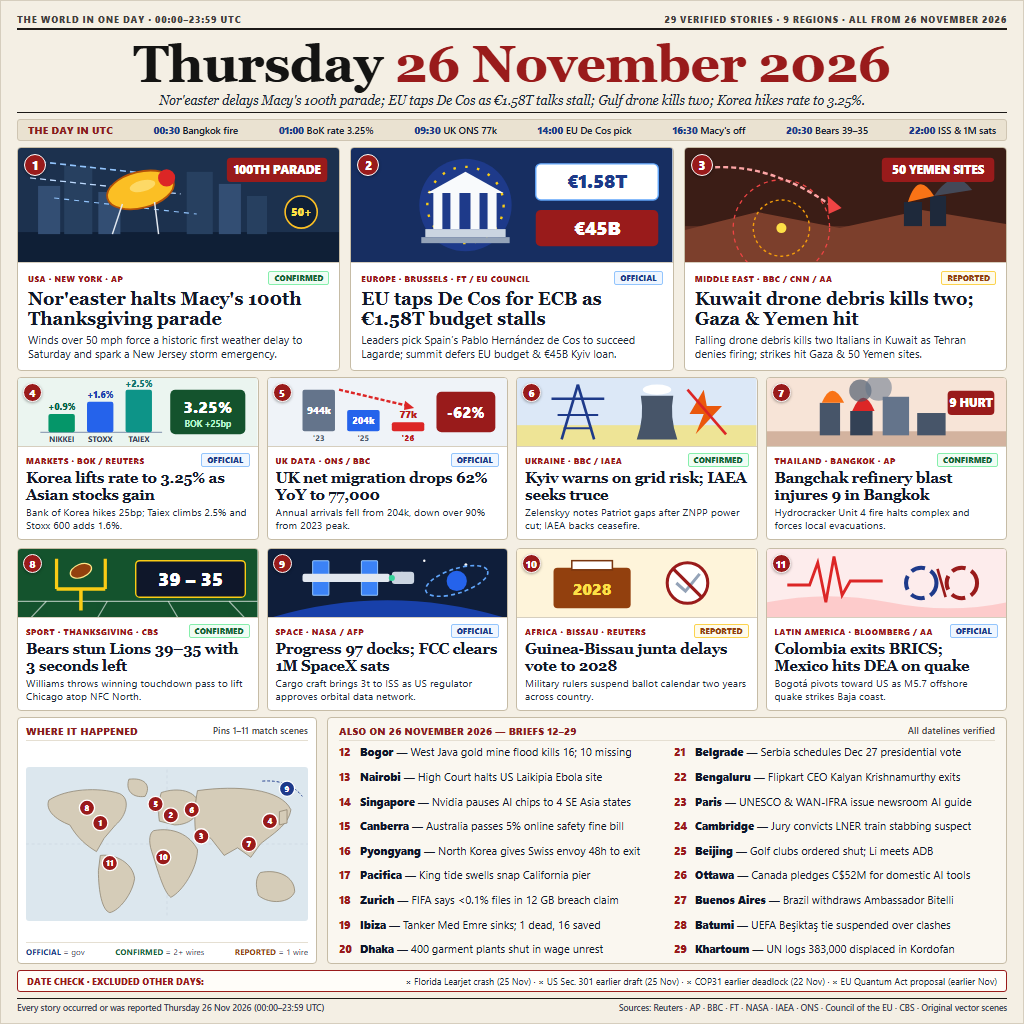 THE WORLD IN ONE DAY · 00:00–23:59 UTC
29 VERIFIED STORIES · 9 REGIONS · ALL FROM 26 NOVEMBER 2026
Thursday 26 November 2026
Nor'easter delays Macy's 100th parade; EU taps De Cos as €1.58T talks stall; Gulf drone kills two; Korea hikes rate to 3.25%.
THE DAY IN UTC
00:30 Bangkok fire
01:00 BoK rate 3.25%
09:30 UK ONS 77k
14:00 EU De Cos pick
16:30 Macy's off
20:30 Bears 39–35
22:00 ISS & 1M sats
1
100TH PARADE
50+
USA · NEW YORK · AP
CONFIRMED
Nor'easter halts Macy's 100th
Thanksgiving parade
Winds over 50 mph force a historic first weather delay to
Saturday and spark a New Jersey storm emergency.
2
€1.58T
€45B
EUROPE · BRUSSELS · FT / EU COUNCIL
OFFICIAL
EU taps De Cos for ECB as
€1.58T budget stalls
Leaders pick Spain's Pablo Hernández de Cos to succeed
Lagarde; summit defers EU budget & €45B Kyiv loan.
3
50 YEMEN SITES
MIDDLE EAST · BBC / CNN / AA
REPORTED
Kuwait drone debris kills two;
Gaza & Yemen hit
Falling drone debris kills two Italians in Kuwait as Tehran
denies firing; strikes hit Gaza & 50 Yemen sites.
4
+0.9%
+1.6%
+2.5%
NIKKEI
STOXX
TAIEX
3.25%
BOK +25bp
MARKETS · BOK / REUTERS
OFFICIAL
Korea lifts rate to 3.25% as
Asian stocks gain
Bank of Korea hikes 25bp; Taiex climbs 2.5% and
Stoxx 600 adds 1.6%.
5
944k
204k
77k
'23
'25
'26
-62%
UK DATA · ONS / BBC
OFFICIAL
UK net migration drops 62%
YoY to 77,000
Annual arrivals fell from 204k, down over 90%
from 2023 peak.
6
UKRAINE · BBC / IAEA
CONFIRMED
Kyiv warns on grid risk; IAEA
seeks truce
Zelenskyy notes Patriot gaps after ZNPP power
cut; IAEA backs ceasefire.
7
9 HURT
THAILAND · BANGKOK · AP
CONFIRMED
Bangchak refinery blast
injures 9 in Bangkok
Hydrocracker Unit 4 fire halts complex and
forces local evacuations.
8
39 – 35
SPORT · THANKSGIVING · CBS
CONFIRMED
Bears stun Lions 39–35 with
3 seconds left
Williams throws winning touchdown pass to lift
Chicago atop NFC North.
9
SPACE · NASA / AFP
OFFICIAL
Progress 97 docks; FCC clears
1M SpaceX sats
Cargo craft brings 3t to ISS as US regulator
approves orbital data network.
10
2028
AFRICA · BISSAU · REUTERS
REPORTED
Guinea-Bissau junta delays
vote to 2028
Military rulers suspend ballot calendar two years
across country.
11
LATIN AMERICA · BLOOMBERG / AA
OFFICIAL
Colombia exits BRICS;
Mexico hits DEA on quake
Bogotá pivots toward US as M5.7 offshore
quake strikes Baja coast.
WHERE IT HAPPENED
Pins 1–11 match scenes
8
1
11
5
2
6
10
3
4
7
9
OFFICIAL = gov
CONFIRMED = 2+ wires
REPORTED = 1 wire
ALSO ON 26 NOVEMBER 2026 — BRIEFS 12–29
All datelines verified
12 Bogor — West Java gold mine flood kills 16; 10 missing
13 Nairobi — High Court halts US Laikipia Ebola site
14 Singapore — Nvidia pauses AI chips to 4 SE Asia states
15 Canberra — Australia passes 5% online safety fine bill
16 Pyongyang — North Korea gives Swiss envoy 48h to exit
17 Pacifica — King tide swells snap California pier
18 Zurich — FIFA says <0.1% files in 12 GB breach claim
19 Ibiza — Tanker Med Emre sinks; 1 dead, 16 saved
20 Dhaka — 400 garment plants shut in wage unrest
21 Belgrade — Serbia schedules Dec 27 presidential vote
22 Bengaluru — Flipkart CEO Kalyan Krishnamurthy exits
23 Paris — UNESCO & WAN-IFRA issue newsroom AI guide
24 Cambridge — Jury convicts LNER train stabbing suspect
25 Beijing — Golf clubs ordered shut; Li meets ADB
26 Ottawa — Canada pledges C$52M for domestic AI tools
27 Buenos Aires — Brazil withdraws Ambassador Bitelli
28 Batumi — UEFA Beşiktaş tie suspended over clashes
29 Khartoum — UN logs 383,000 displaced in Kordofan
DATE CHECK · EXCLUDED OTHER DAYS:
× Florida Learjet crash (25 Nov) · × US Sec. 301 earlier draft (25 Nov) · × COP31 earlier deadlock (22 Nov) · × EU Quantum Act proposal (earlier Nov)
Every story occurred or was reported Thursday 26 Nov 2026 (00:00–23:59 UTC)
Sources: Reuters · AP · BBC · FT · NASA · IAEA · ONS · Council of the EU · CBS · Original vector scenes